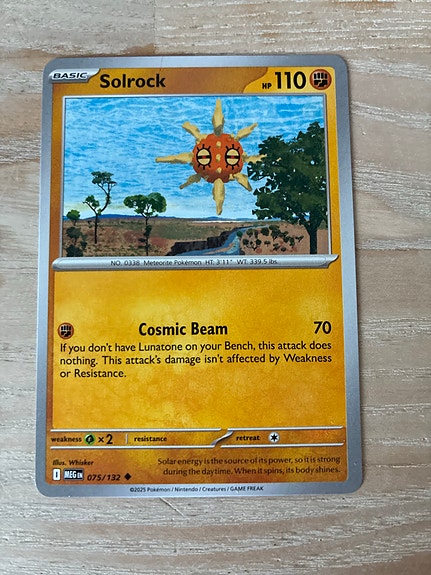 BASIC Solrock HP 110
NO. 0338 Meteorite Pokémon HT: 3'11" WT: 339.5 lbs.
Cosmic Beam 70
If you don't have Lunatone on your Bench, this attack does
nothing. This attack's damage isn't affected by Weakness
or Resistance.
weakness ×2 resistance retreat
Illus. Whisker
Solar energy is the source of its power, so it is
strong during the daytime. When it spins, its body shines.
I MEG EN 075/132
©2025 Pokémon / Nintendo / Creatures / GAME FREAK